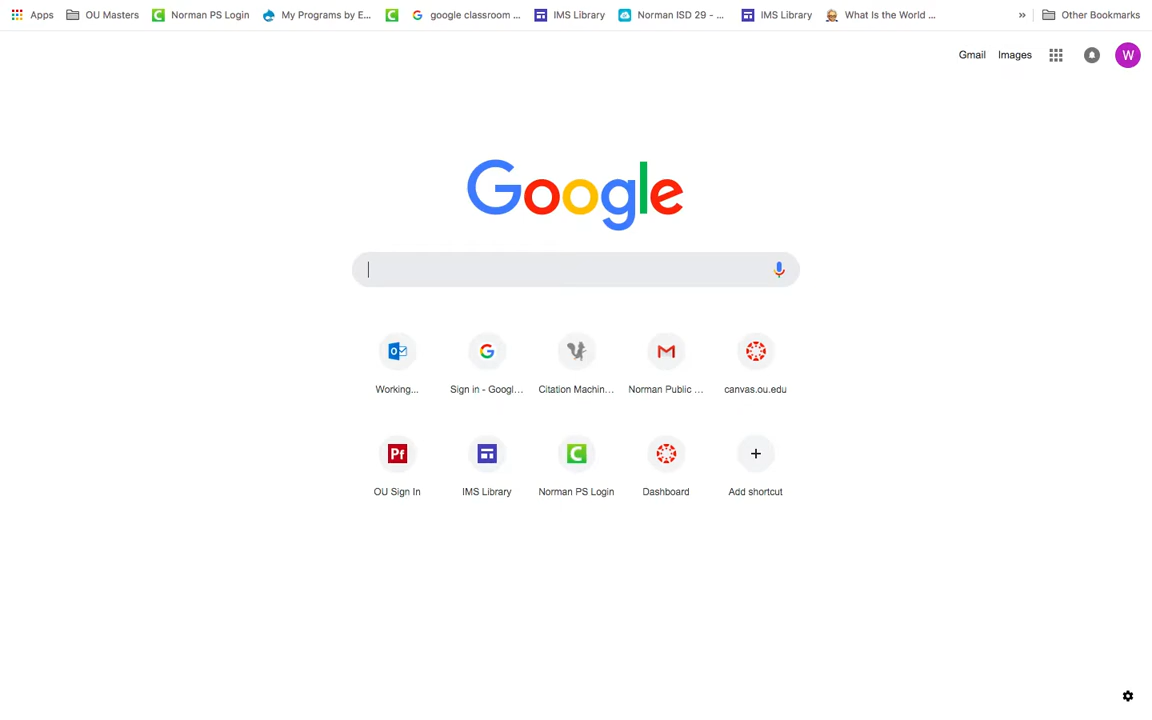 Apps OU Masters Norman PS Login My Programs by E... google classroom ... IMS Library Norman ISD 29 - ... IMS Library What Is the World ... » Other Bookmarks
Gmail Images W
Google
Working... Sign in - Googl... Citation Machin... Norman Public ... canvas.ou.edu
OU Sign In IMS Library Norman PS Login Dashboard Add shortcut